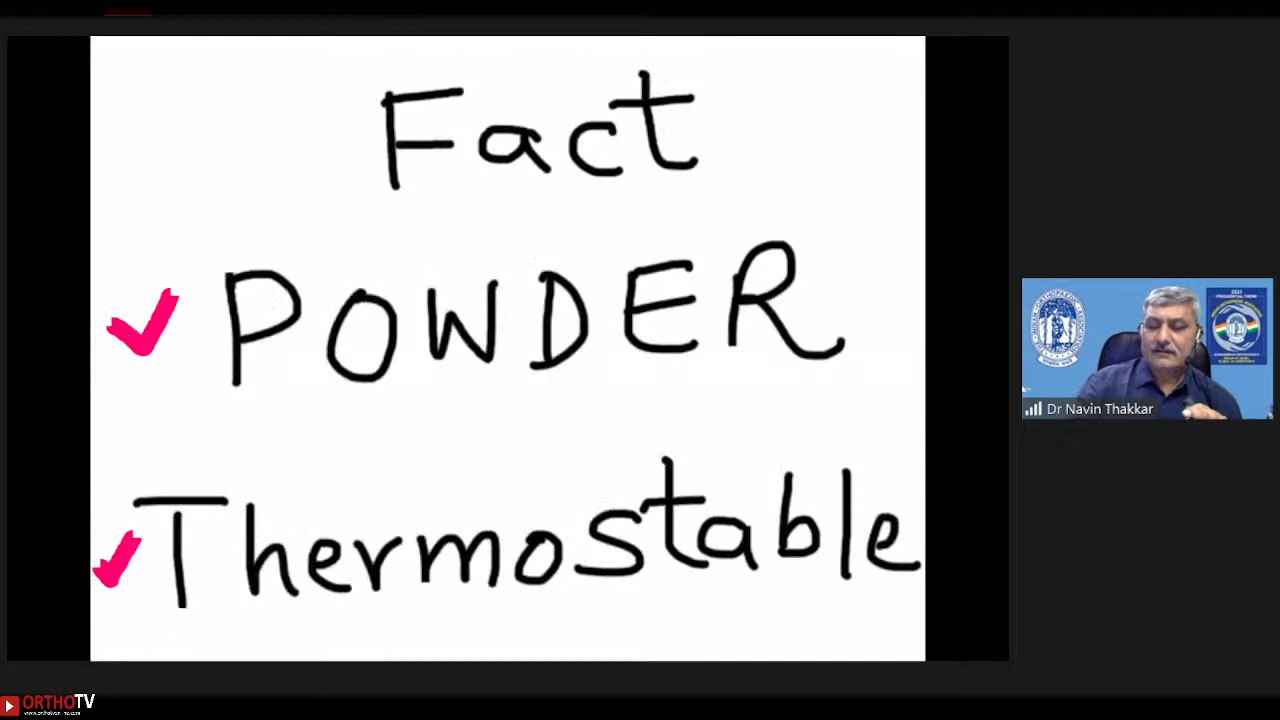 Fact
POWDER
Thermostable
Dr Navin Thakkar
ORTHOTV